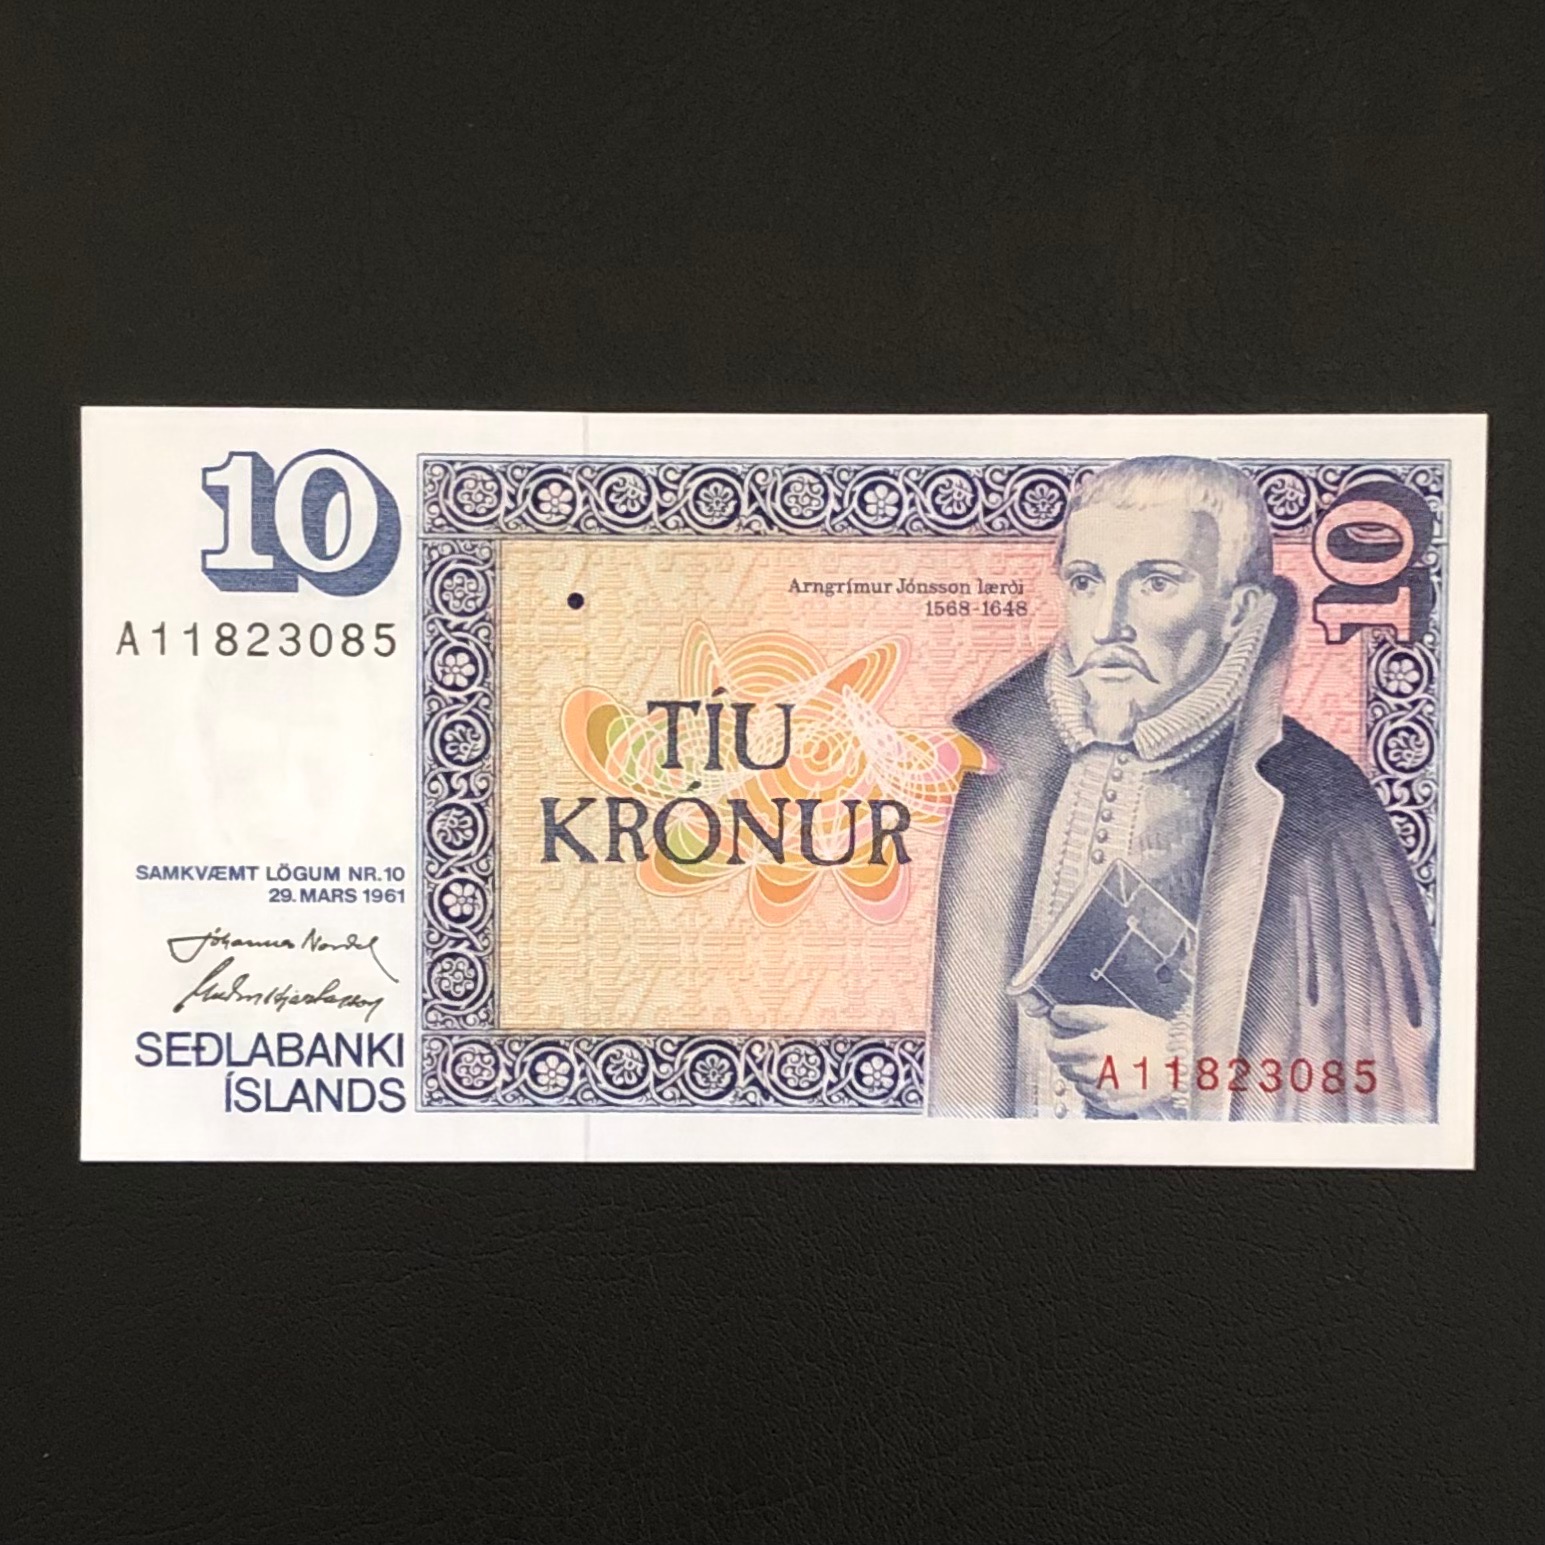 10
A11823085
SAMKVÆMT LÖGUM NR.10
29. MARS 1961
SEÐLABANKI
ÍSLANDS
Arngrímur Jónsson lærði
1568-1648
TÍU
KRÓNUR
10
A11823085